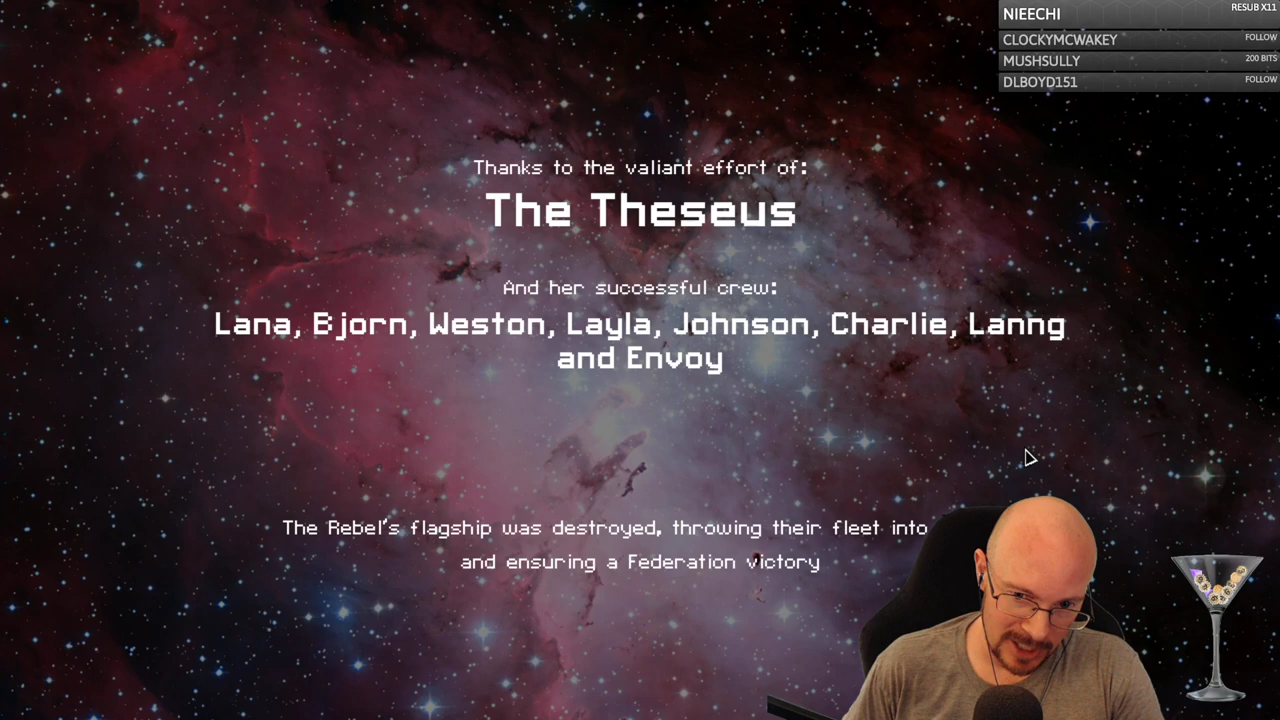 NIEECHI RESUB X11
CLOCKYMCWAKEY FOLLOW
MUSHSULLY 200 BITS
DLBOYD151 FOLLOW
Thanks to the valiant effort of:
The Theseus
And her successful crew:
Lana, Bjorn, Weston, Layla, Johnson, Charlie, Lanng
and Envoy
The Rebel's flagship was destroyed, throwing their fleet into
and ensuring a Federation victory